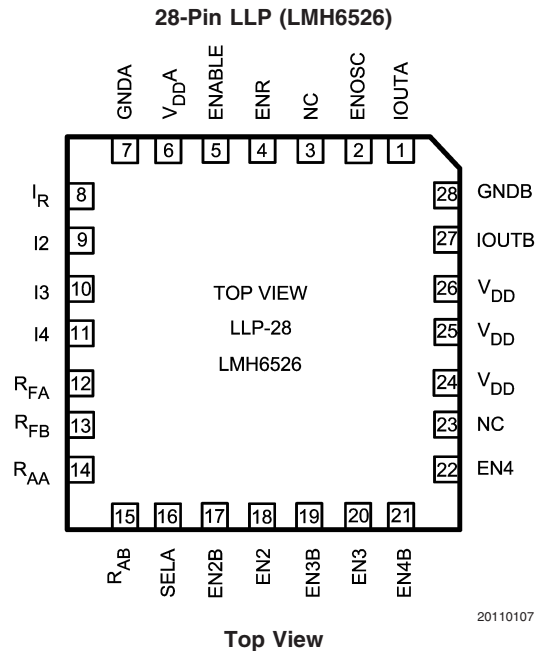 28-Pin LLP (LMH6526)
GNDA VDDA ENABLE ENR NC ENOSC IOUTA
7 6 5 4 3 2 1
IR 8 28 GNDB
I2 9 27 IOUTB
I3 10 26 VDD
TOP VIEW
I4 11 LLP-28 25 VDD
LMH6526
RFA 12 24 VDD
RFB 13 23 NC
RAA 14 22 EN4
15 16 17 18 19 20 21
RAB SELA EN2B EN2 EN3B EN3 EN4B
20110107
Top View